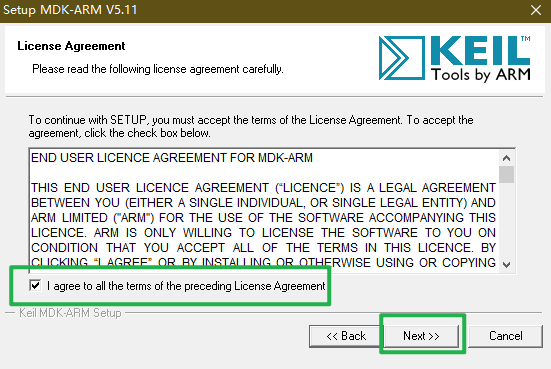 Setup MDK-ARM V5.11
License Agreement
Please read the following license agreement carefully.
KEIL™
Tools by ARM
To continue with SETUP, you must accept the terms of the License Agreement. To accept the
agreement, click the check box below.
END USER LICENCE AGREEMENT FOR MDK-ARM
THIS END USER LICENCE AGREEMENT (“LICENCE”) IS A LEGAL AGREEMENT
BETWEEN YOU (EITHER A SINGLE INDIVIDUAL, OR SINGLE LEGAL ENTITY) AND
ARM LIMITED ("ARM") FOR THE USE OF THE SOFTWARE ACCOMPANYING THIS
LICENCE. ARM IS ONLY WILLING TO LICENSE THE SOFTWARE TO YOU ON
CONDITION THAT YOU ACCEPT ALL OF THE TERMS IN THIS LICENCE. BY
CLICKING “I AGREE” OR BY INSTALLING OR OTHERWISE USING OR COPYING
I agree to all the terms of the preceding License Agreement
Keil MDK-ARM Setup
<< Back
Next >>
Cancel